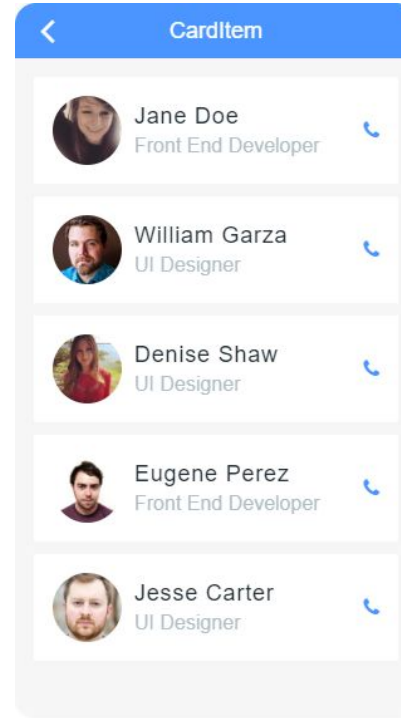 CardItem
Jane Doe
Front End Developer
William Garza
UI Designer
Denise Shaw
UI Designer
Eugene Perez
Front End Developer
Jesse Carter
UI Designer